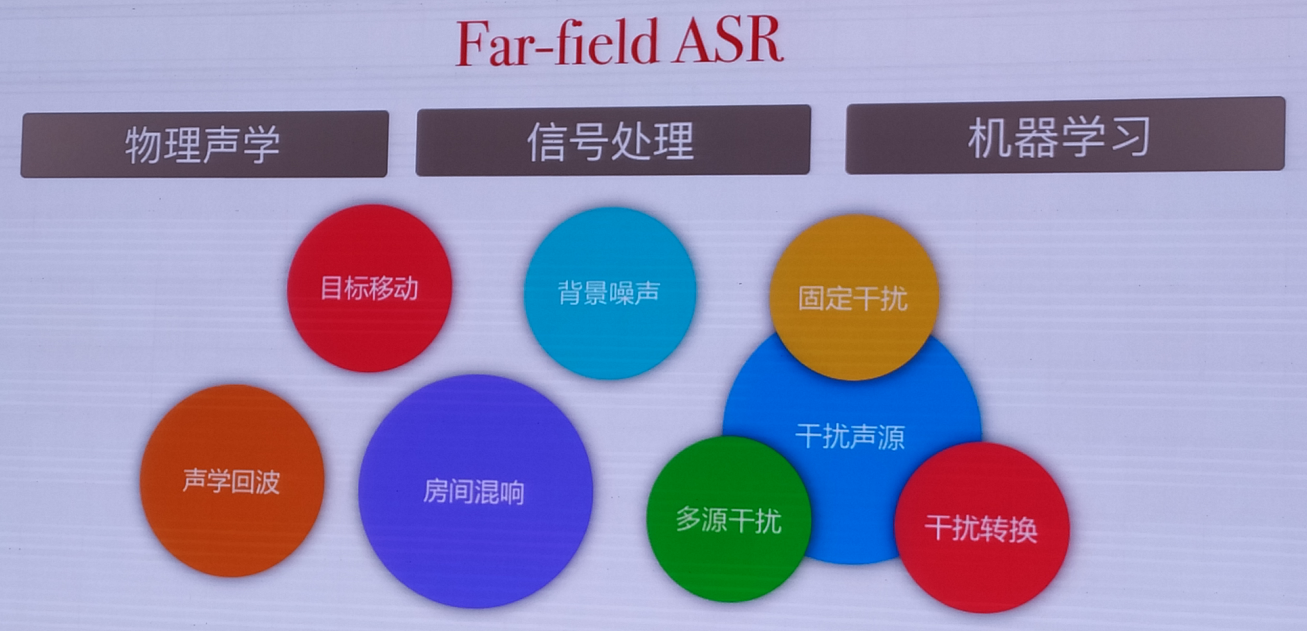 Far-field ASR
物理声学
信号处理
机器学习
目标移动
背景噪声
固定干扰
声学回波
房间混响
干扰声源
多源干扰
干扰转换